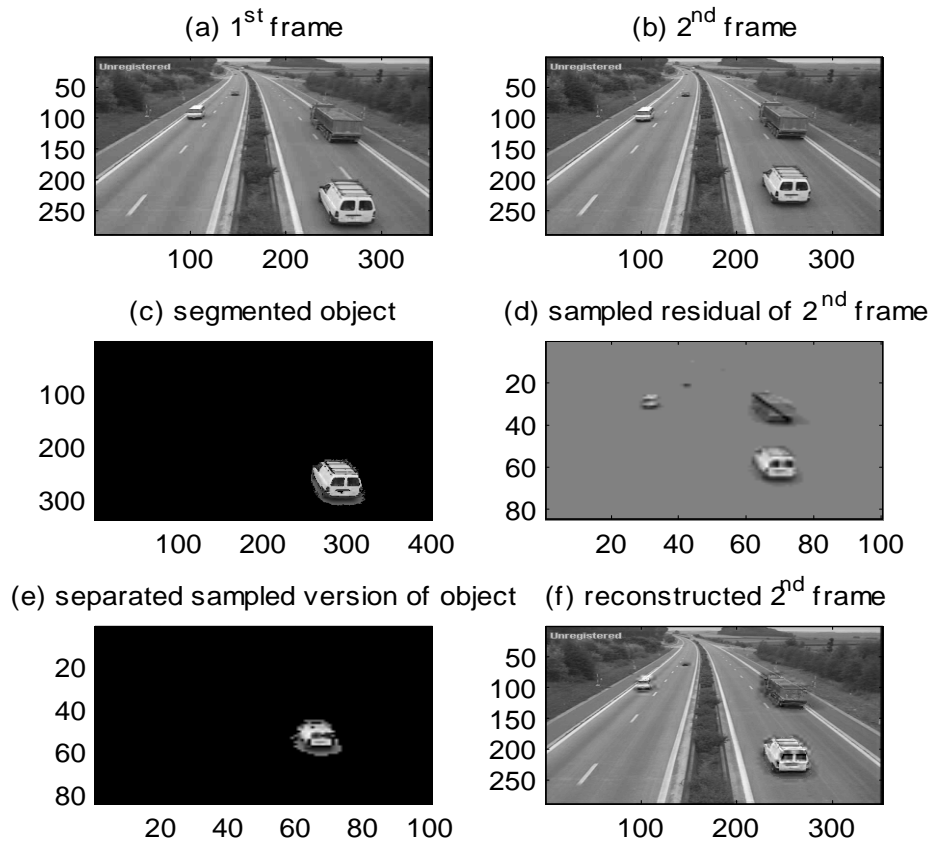 (a) 1st frame
(b) 2nd frame
50
100
150
200
250
Unregistered
100 200 300
50
100
150
200
250
Unregistered
100 200 300
(c) segmented object
(d) sampled residual of 2nd frame
100
200
300
100 200 300 400
20
40
60
80
20 40 60 80 100
(e) separated sampled version of object
(f) reconstructed 2nd frame
20
40
60
80
20 40 60 80 100
50
100
150
200
250
Unregistered
100 200 300